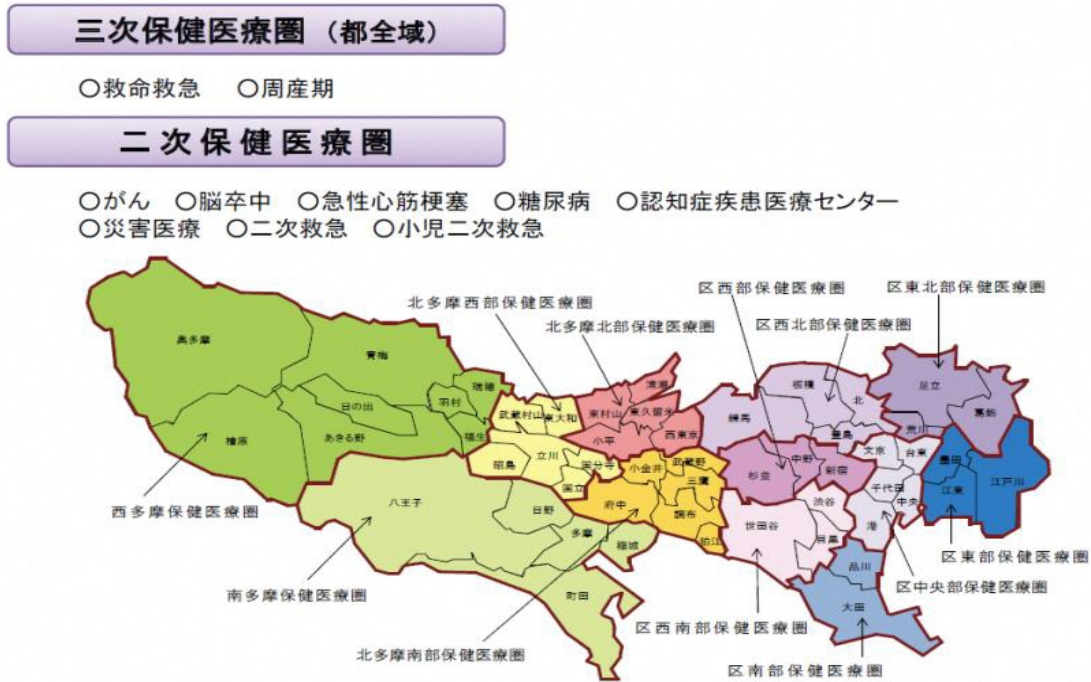 三次保健医療圏（都全域）
○救命救急　○周産期
二次保健医療圏
○がん　○脳卒中　○急性心筋梗塞　○糖尿病　○認知症疾患医療センター
○災害医療　○二次救急　○小児二次救急
北多摩西部保健医療圏
北多摩北部保健医療圏
区西部保健医療圏
区西北部保健医療圏
区東北部保健医療圏
奥多摩
青梅
瑞穂
羽村
日の出
福生
あきる野
檜原
武蔵村山
東大和
昭島
立川
国分寺
国立
清瀬
東村山
東久留米
小平
西東京
小金井
武蔵野
三鷹
府中
調布
狛江
八王子
日野
多摩
稲城
町田
板橋
北
練馬
豊島
足立
葛飾
荒川
杉並
中野
新宿
文京
台東
千代田
中央
港
墨田
江東
江戸川
世田谷
渋谷
目黒
品川
大田
西多摩保健医療圏
南多摩保健医療圏
北多摩南部保健医療圏
区西南部保健医療圏
区南部保健医療圏
区中央部保健医療圏
区東部保健医療圏